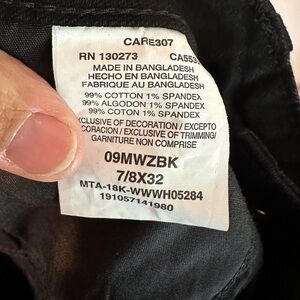 CARE307
RN 130273 CA553
MADE IN BANGLADESH
HECHO EN BANGLADESH
FABRIQUE AU BANGLADESH
99% COTTON 1% SPANDEX
99% ALGODON 1% SPANDEX
99% COTON 1% SPANDEX
EXCLUSIVE OF DECORATION / EXCEPTO
DECORACION / EXCLUSIVE OF TRIMMING/
GARNITURE NON COMPRISE
09MWZBK
7/8X32
MTA-18K-WWWH05284
191057141980